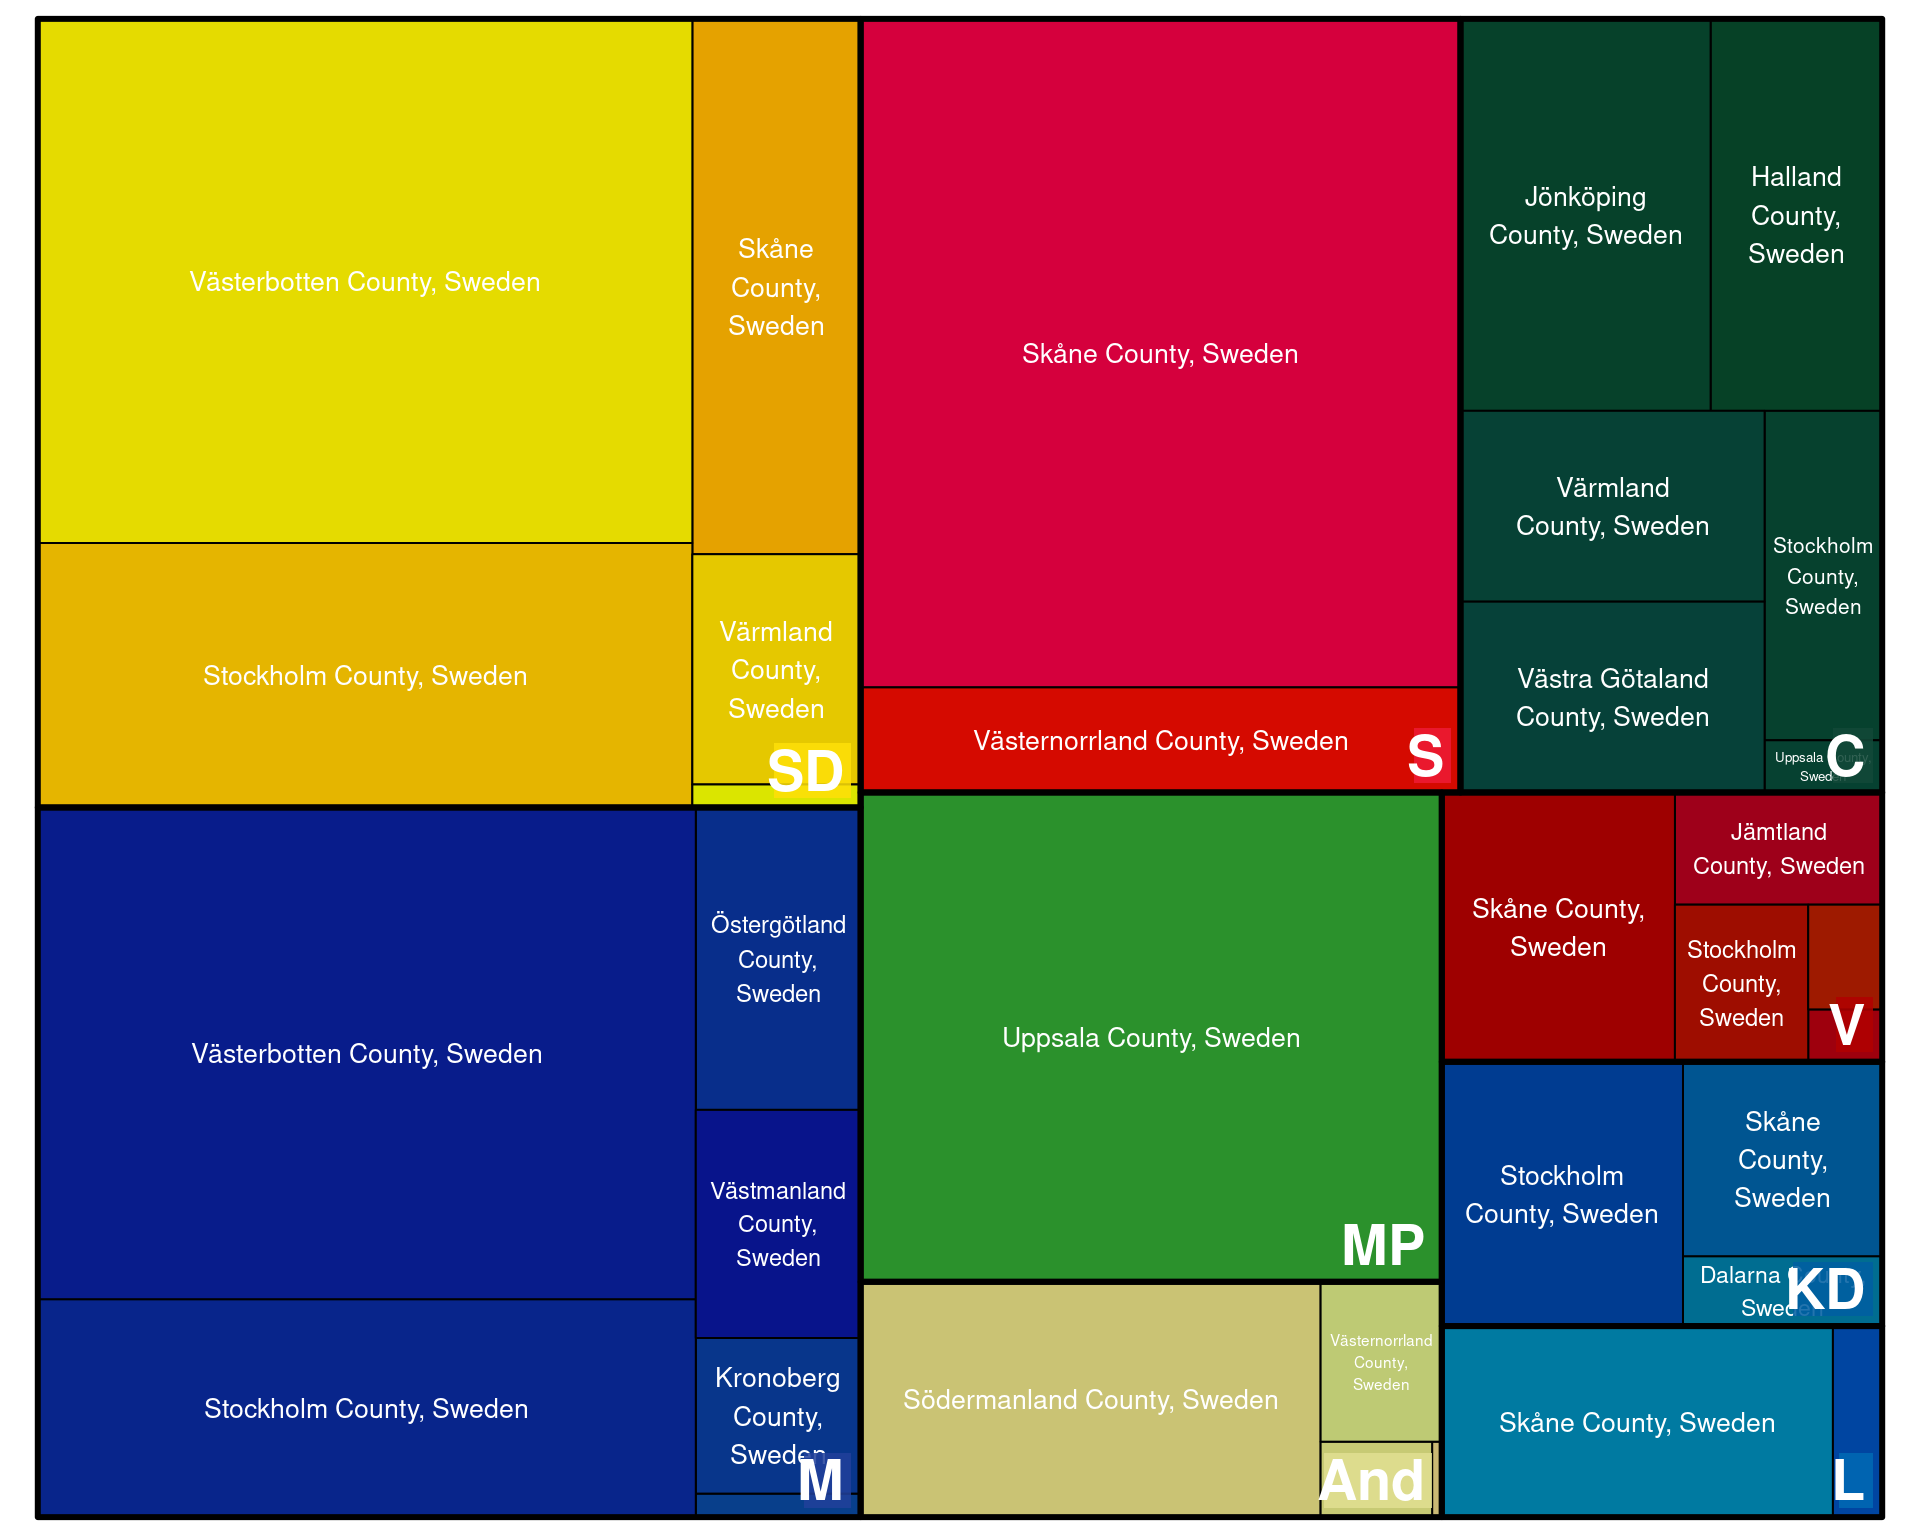 Västerbotten County, Sweden
Skåne
County,
Sweden
Stockholm County, Sweden
Värmland
County,
Sweden
SD
Skåne County, Sweden
Västernorrland County, Sweden
S
Jönköping
County, Sweden
Halland
County,
Sweden
Värmland
County, Sweden
Stockholm
County,
Sweden
Västra Götaland
County, Sweden
Uppsala County,
Sweden
C
Västerbotten County, Sweden
Östergötland
County,
Sweden
Västmanland
County,
Sweden
Stockholm County, Sweden
Kronoberg
County,
Sweden
M
Uppsala County, Sweden
MP
Södermanland County, Sweden
Västernorrland
County,
Sweden
And
Skåne County,
Sweden
Jämtland
County, Sweden
Stockholm
County,
Sweden
V
Stockholm
County, Sweden
Skåne
County,
Sweden
Dalarna County,
Sweden
KD
Skåne County, Sweden
L